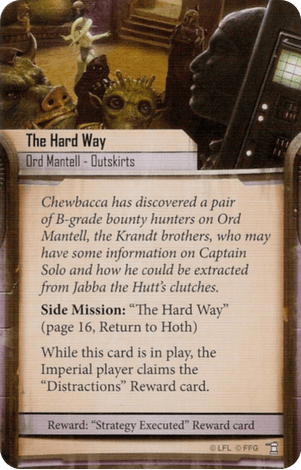 The Hard Way
Ord Mantell - Outskirts
Chewbacca has discovered a pair
of B-grade bounty hunters on Ord
Mantell, the Krandt brothers, who may
have some information on Captain
Solo and how he could be extracted
from Jabba the Hutt's clutches.
Side Mission: “The Hard Way”
(page 16, Return to Hoth)
While this card is in play, the
Imperial player claims the
“Distractions” Reward card.
Reward: “Strategy Executed” Reward card
© LFL © FFG